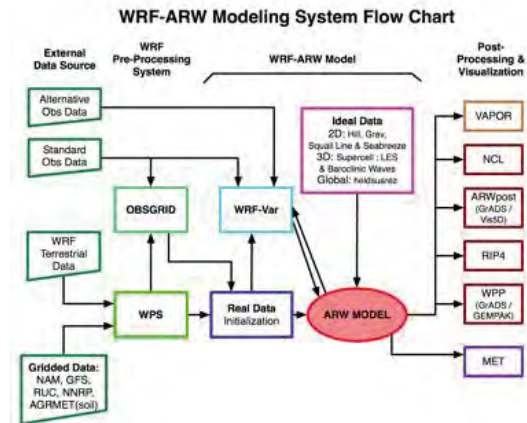 WRF-ARW Modeling System Flow Chart
External
Data Source
WRF
Pre-Processing
System
WRF-ARW Model
Post-
Processing &
Visualization
Alternative
Obs Data
Standard
Obs Data
OBSGRID
WRF-Var
Ideal Data
2D: Hill, Grav,
Squall Line & Seabreeze
3D: Supercell ; LES
& Baroclinic Waves
Global: heldsuarez
VAPOR
NCL
ARWpost
(GrADS /
Vis5D)
WRF
Terrestrial
Data
RIP4
WPS
Real Data
Initialization
ARW MODEL
WPP
(GrADS /
GEMPAK)
Gridded Data:
NAM, GFS,
RUC, NNRP,
AGRMET(soil)
MET